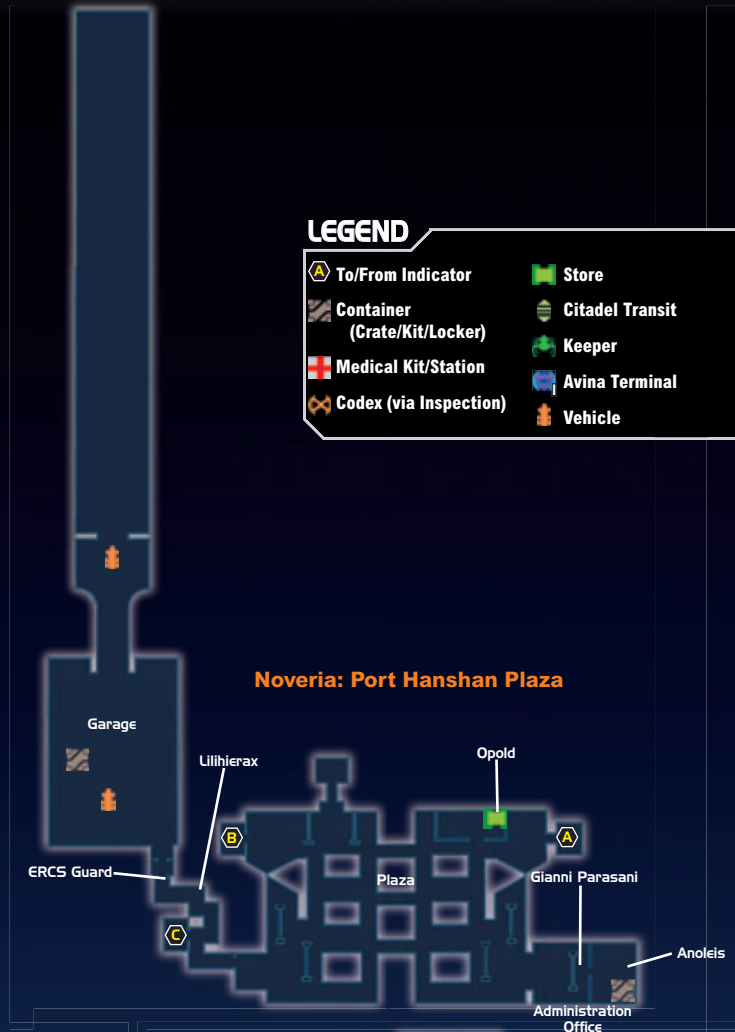 LEGEND
A To/From Indicator
Container
(Crate/Kit/Locker)
Medical Kit/Station
Codex (via Inspection)
Store
Citadel Transit
Keeper
Avina Terminal
Vehicle
Noveria: Port Hanshan Plaza
Garage
Lilihierax
Opold
B
A
ERCS Guard
Plaza
Gianni Parasani
C
Anoleis
Administration
Office